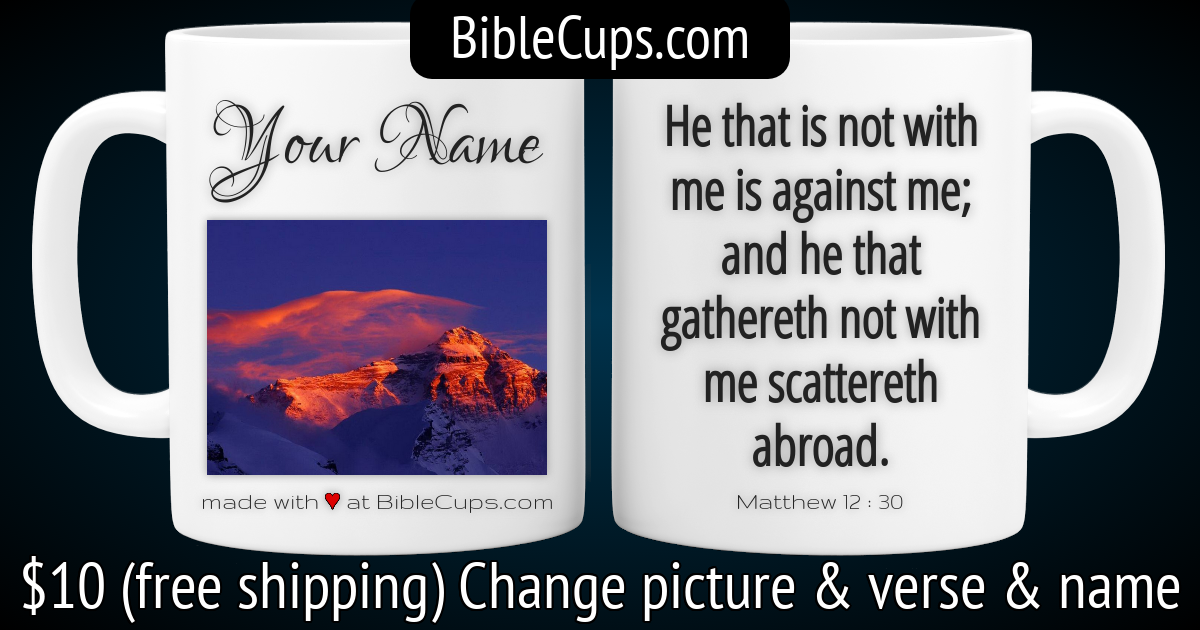 BibleCups.com
Your Name
made with ♥ at BibleCups.com
He that is not with
me is against me;
and he that
gathereth not with
me scattereth
abroad.
Matthew 12 : 30
$10 (free shipping) Change picture & verse & name